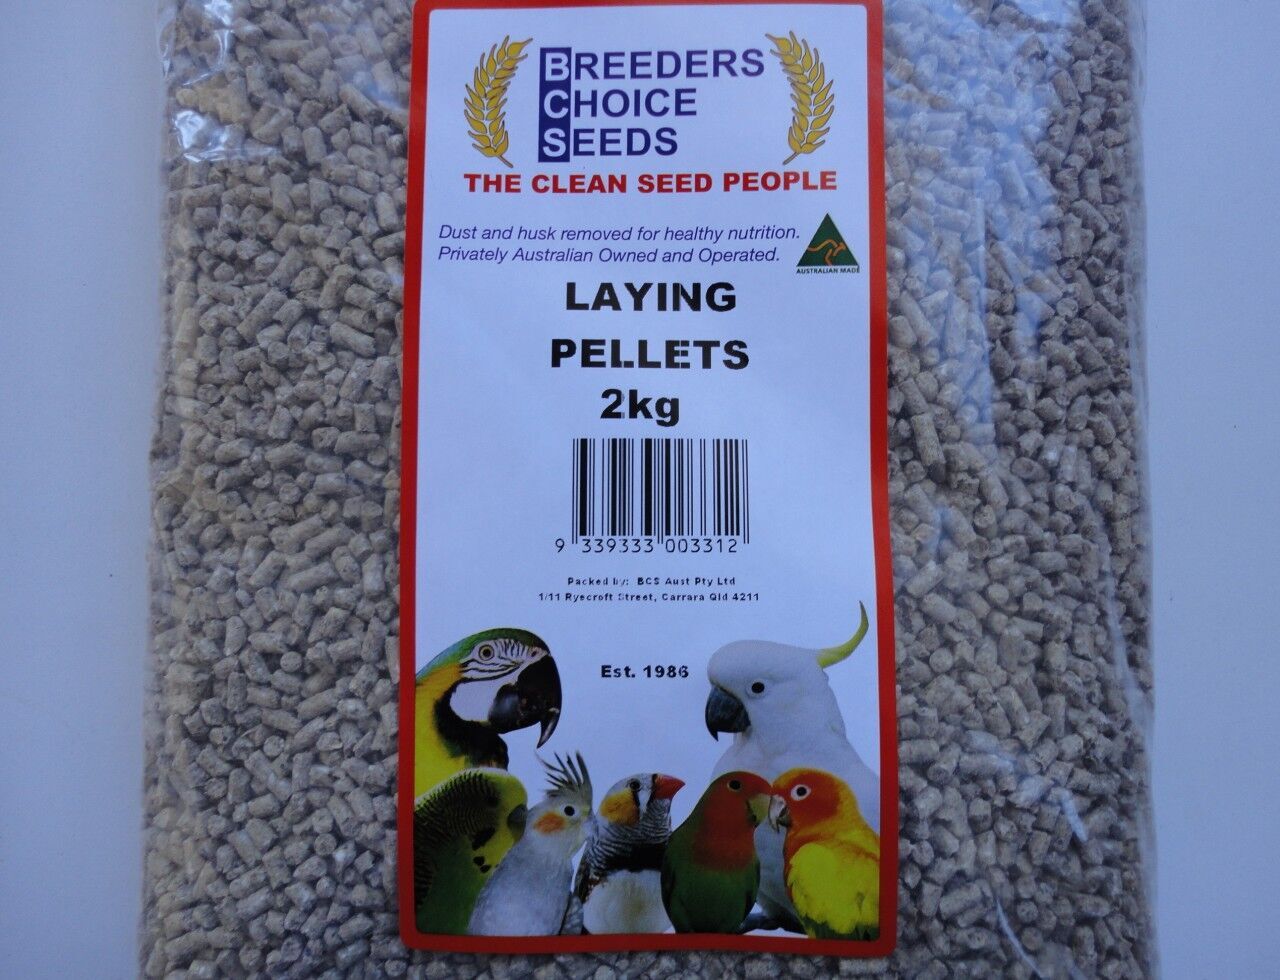 BREEDERS
CHOICE
SEEDS
THE CLEAN SEED PEOPLE
Dust and husk removed for healthy nutrition.
Privately Australian Owned and Operated.
AUSTRALIAN MADE
LAYING
PELLETS
2kg
9 339333 003312
Packed by: BCS Aust Pty Ltd
1/11 Ryecroft Street, Carrara Qld 4211
Est. 1986